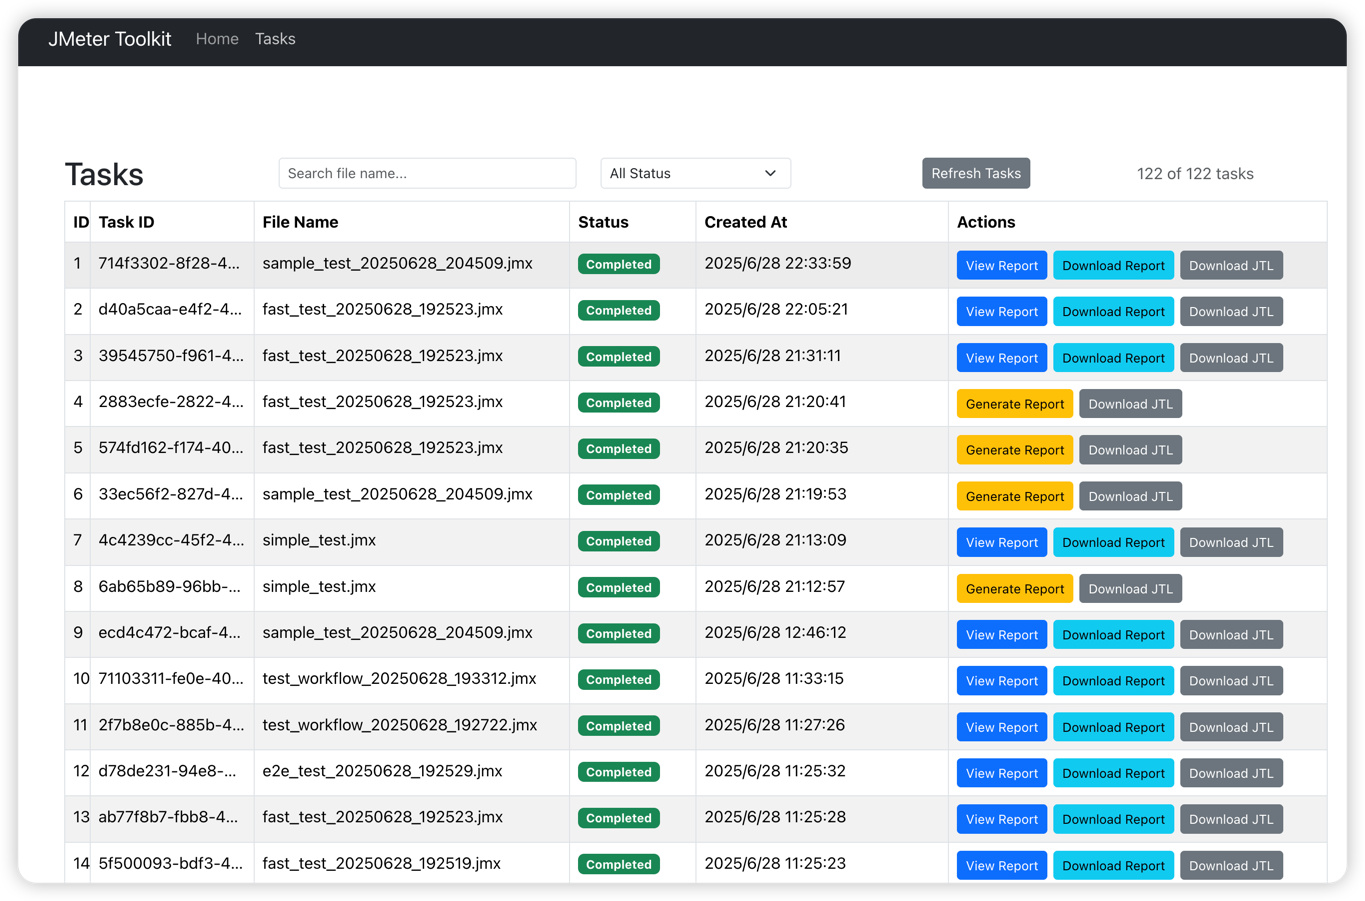 JMeter Toolkit Home Tasks
Tasks Search file name... All Status Refresh Tasks 122 of 122 tasks
ID Task ID File Name Status Created At Actions
1 714f3302-8f28-4... sample_test_20250628_204509.jmx Completed 2025/6/28 22:33:59 View Report Download Report Download JTL
2 d40a5caa-e4f2-4... fast_test_20250628_192523.jmx Completed 2025/6/28 22:05:21 View Report Download Report Download JTL
3 39545750-f961-4... fast_test_20250628_192523.jmx Completed 2025/6/28 21:31:11 View Report Download Report Download JTL
4 2883ecfe-2822-4... fast_test_20250628_192523.jmx Completed 2025/6/28 21:20:41 Generate Report Download JTL
5 574fd162-f174-40... fast_test_20250628_192523.jmx Completed 2025/6/28 21:20:35 Generate Report Download JTL
6 33ec56f2-827d-4... sample_test_20250628_204509.jmx Completed 2025/6/28 21:19:53 Generate Report Download JTL
7 4c4239cc-45f2-4... simple_test.jmx Completed 2025/6/28 21:13:09 View Report Download Report Download JTL
8 6ab65b89-96bb-... simple_test.jmx Completed 2025/6/28 21:12:57 Generate Report Download JTL
9 ecd4c472-bcaf-4... sample_test_20250628_204509.jmx Completed 2025/6/28 12:46:12 View Report Download Report Download JTL
10 71103311-fe0e-40... test_workflow_20250628_193312.jmx Completed 2025/6/28 11:33:15 View Report Download Report Download JTL
11 2f7b8e0c-885b-4... test_workflow_20250628_192722.jmx Completed 2025/6/28 11:27:26 View Report Download Report Download JTL
12 d78de231-94e8-... e2e_test_20250628_192529.jmx Completed 2025/6/28 11:25:32 View Report Download Report Download JTL
13 ab77f8b7-fbb8-4... fast_test_20250628_192523.jmx Completed 2025/6/28 11:25:28 View Report Download Report Download JTL
14 5f500093-bdf3-4... fast_test_20250628_192519.jmx Completed 2025/6/28 11:25:23 View Report Download Report Download JTL